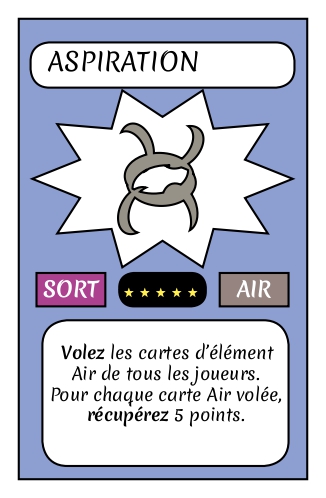 ASPIRATION
SORT
AIR
Volez les cartes d'élément
Air de tous les joueurs.
Pour chaque carte Air volée,
récupérez 5 points.